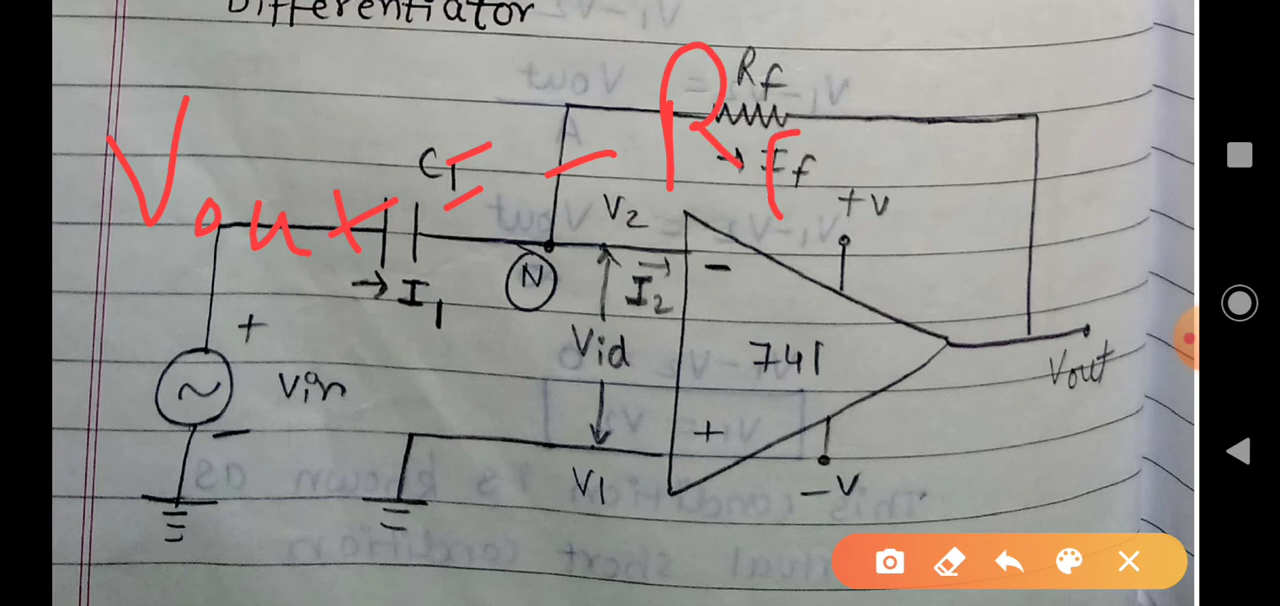 Differentiator
Vout = - Rf
Rf
→ If
C1
V2
+V
→ I1
N
I2
-
+
Vin
-
Vid
741
Vout
+
V1
-V